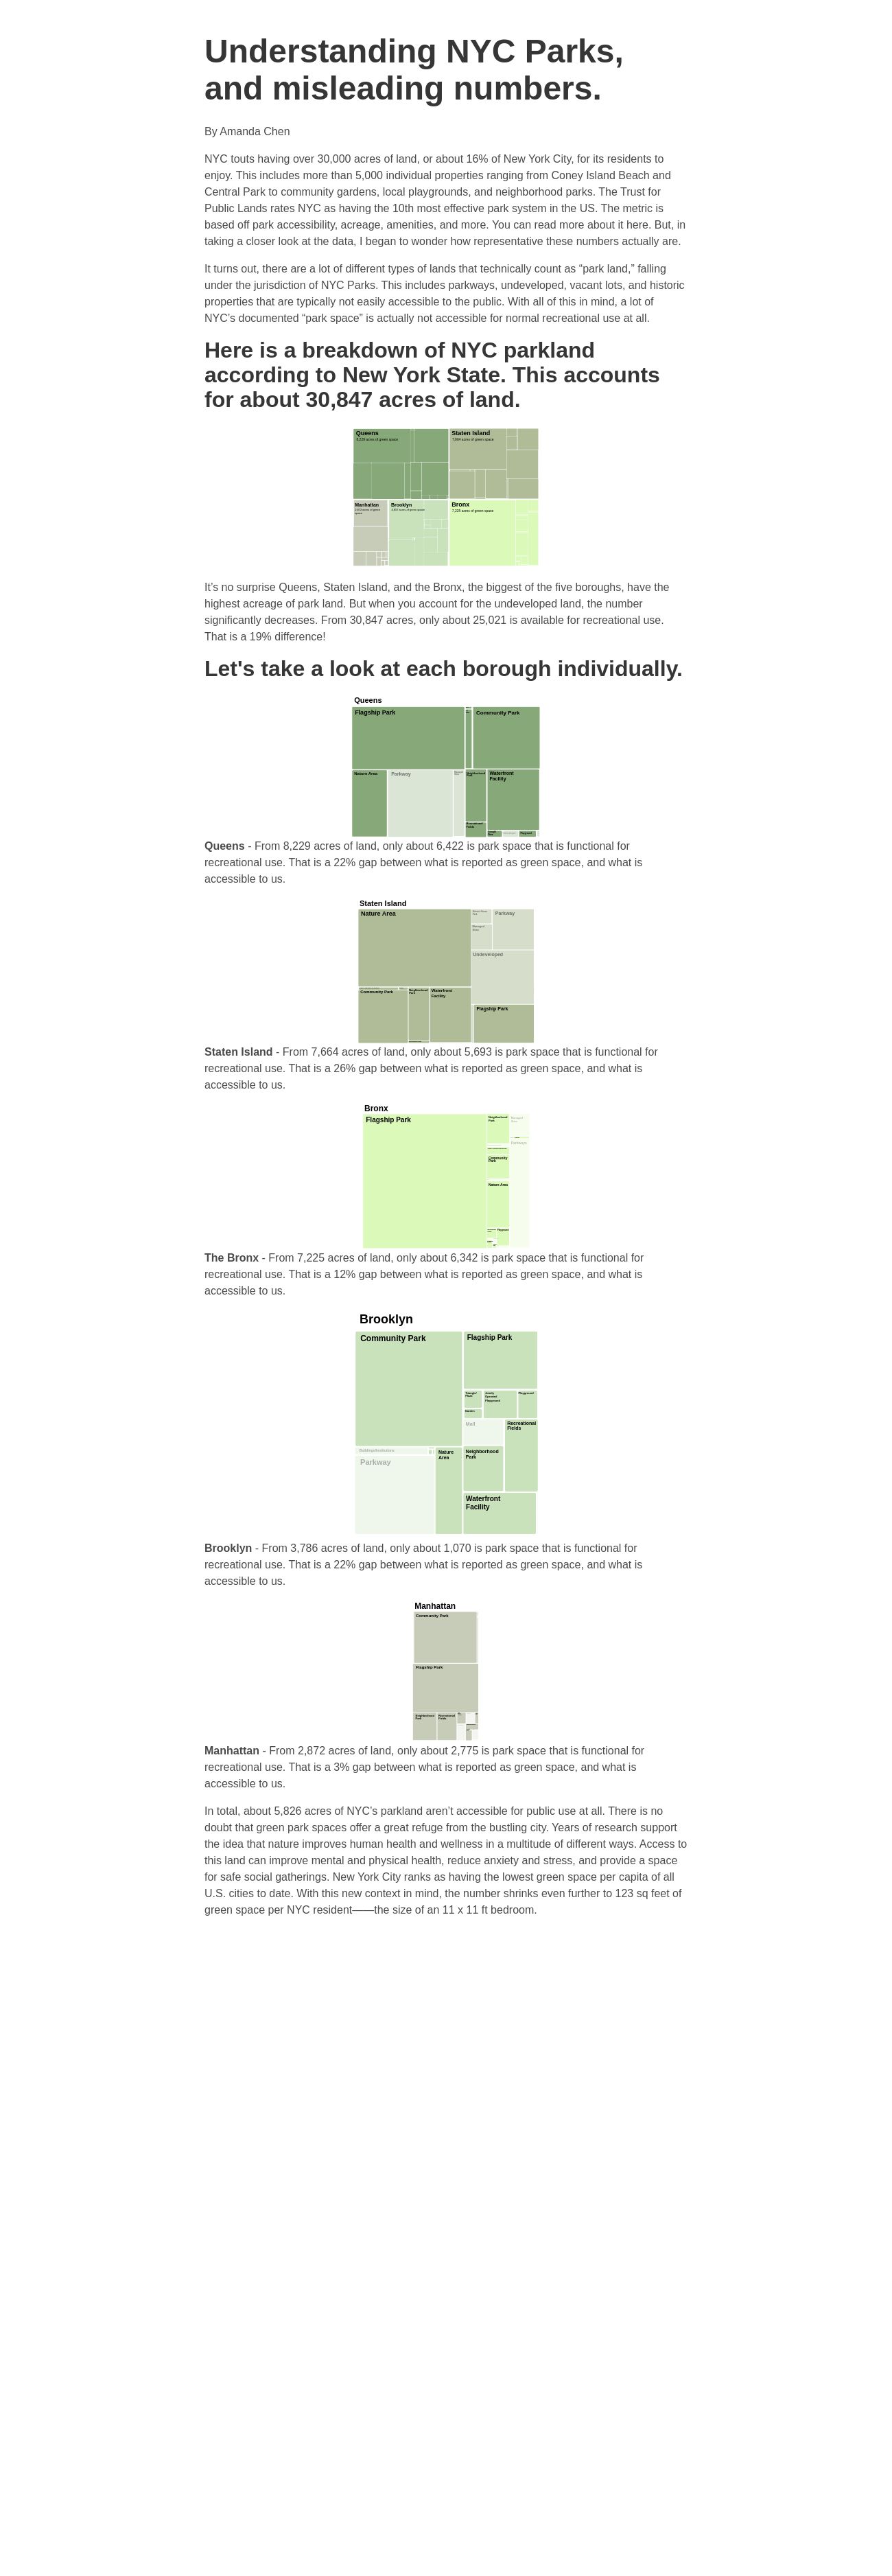 Understanding NYC Parks,
and misleading numbers.
By Amanda Chen
NYC touts having over 30,000 acres of land, or about 16% of New York City, for its residents to
enjoy. This includes more than 5,000 individual properties ranging from Coney Island Beach and
Central Park to community gardens, local playgrounds, and neighborhood parks. The Trust for
Public Lands rates NYC as having the 10th most effective park system in the US. The metric is
based off park accessibility, acreage, amenities, and more. You can read more about it here. But, in
taking a closer look at the data, I began to wonder how representative these numbers actually are.
It turns out, there are a lot of different types of lands that technically count as “park land,” falling
under the jurisdiction of NYC Parks. This includes parkways, undeveloped, vacant lots, and historic
properties that are typically not easily accessible to the public. With all of this in mind, a lot of
NYC’s documented “park space” is actually not accessible for normal recreational use at all.
Here is a breakdown of NYC parkland
according to New York State. This accounts
for about 30,847 acres of land.
Queens
8,229 acres of green space
Staten Island
7,664 acres of green space
Manhattan
Brooklyn
Bronx
7,225 acres of green space
It’s no surprise Queens, Staten Island, and the Bronx, the biggest of the five boroughs, have the
highest acreage of park land. But when you account for the undeveloped land, the number
significantly decreases. From 30,847 acres, only about 25,021 is available for recreational use.
That is a 19% difference!
Let's take a look at each borough individually.
Queens
Flagship Park
Community Park
Nature Area
Parkway
Neighborhood
Park
Waterfront
Facility
Playground
Queens - From 8,229 acres of land, only about 6,422 is park space that is functional for
recreational use. That is a 22% gap between what is reported as green space, and what is
accessible to us.
Staten Island
Nature Area
Parkway
Undeveloped
Community Park
Neighborhood
Park
Waterfront
Facility
Flagship Park
Staten Island - From 7,664 acres of land, only about 5,693 is park space that is functional for
recreational use. That is a 26% gap between what is reported as green space, and what is
accessible to us.
Bronx
Flagship Park
Neighborhood
Park
Parkway
Community
Park
Nature Area
Playground
The Bronx - From 7,225 acres of land, only about 6,342 is park space that is functional for
recreational use. That is a 12% gap between what is reported as green space, and what is
accessible to us.
Brooklyn
Community Park
Flagship Park
Triangle/
Plaza
Jointly
Operated
Playground
Playground
Garden
Mall
Recreational
Fields
Buildings/Institutions
Parkway
Nature
Area
Neighborhood
Park
Waterfront
Facility
Brooklyn - From 3,786 acres of land, only about 1,070 is park space that is functional for
recreational use. That is a 22% gap between what is reported as green space, and what is
accessible to us.
Manhattan
Community Park
Flagship Park
Neighborhood
Park
Recreational
Fields
Manhattan - From 2,872 acres of land, only about 2,775 is park space that is functional for
recreational use. That is a 3% gap between what is reported as green space, and what is
accessible to us.
In total, about 5,826 acres of NYC’s parkland aren’t accessible for public use at all. There is no
doubt that green park spaces offer a great refuge from the bustling city. Years of research support
the idea that nature improves human health and wellness in a multitude of different ways. Access to
this land can improve mental and physical health, reduce anxiety and stress, and provide a space
for safe social gatherings. New York City ranks as having the lowest green space per capita of all
U.S. cities to date. With this new context in mind, the number shrinks even further to 123 sq feet of
green space per NYC resident——the size of an 11 x 11 ft bedroom.